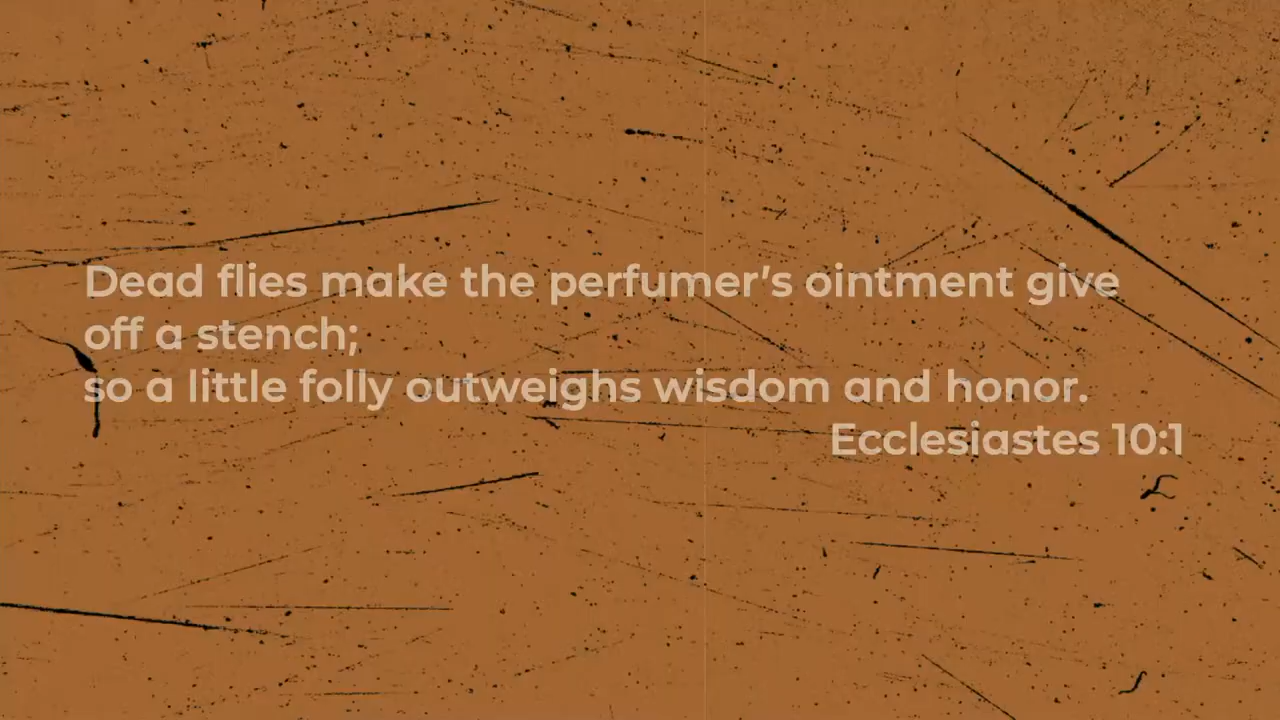 Dead flies make the perfumer’s ointment give
off a stench;
so a little folly outweighs wisdom and honor.
Ecclesiastes 10:1